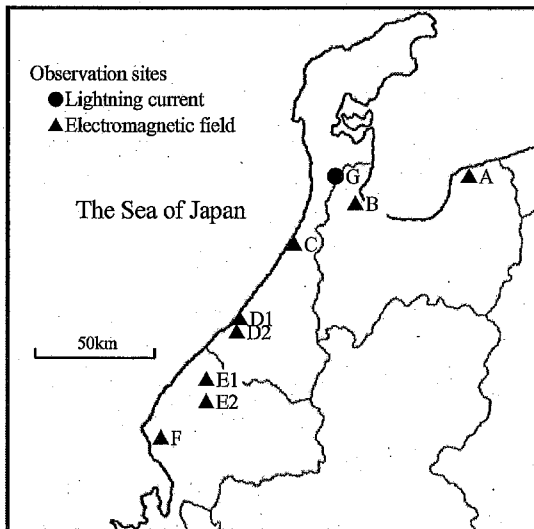 Observation sites
Lightning current
Electromagnetic field
G
A
B
The Sea of Japan
C
D1
D2
50km
E1
E2
F